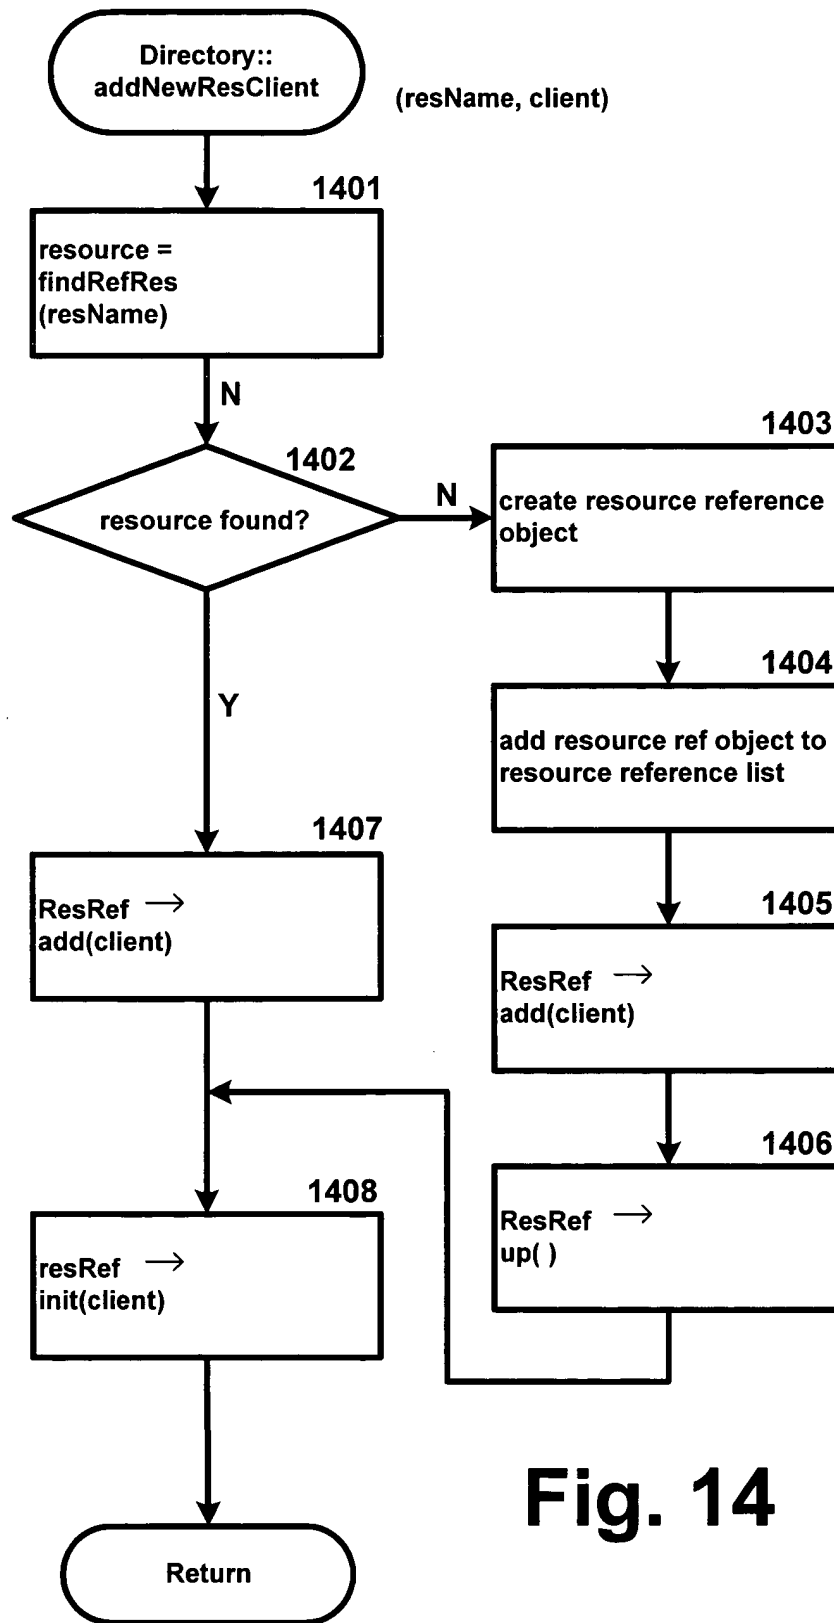 Directory::
addNewResClient
(resName, client)
1401
resource =
findRefRes
(resName)
N
1402
resource found?
N
1403
create resource reference
object
1404
add resource ref object to
resource reference list
Y
1407
ResRef →
add(client)
1405
ResRef →
add(client)
1406
ResRef →
up( )
1408
resRef →
init(client)
Return
Fig. 14